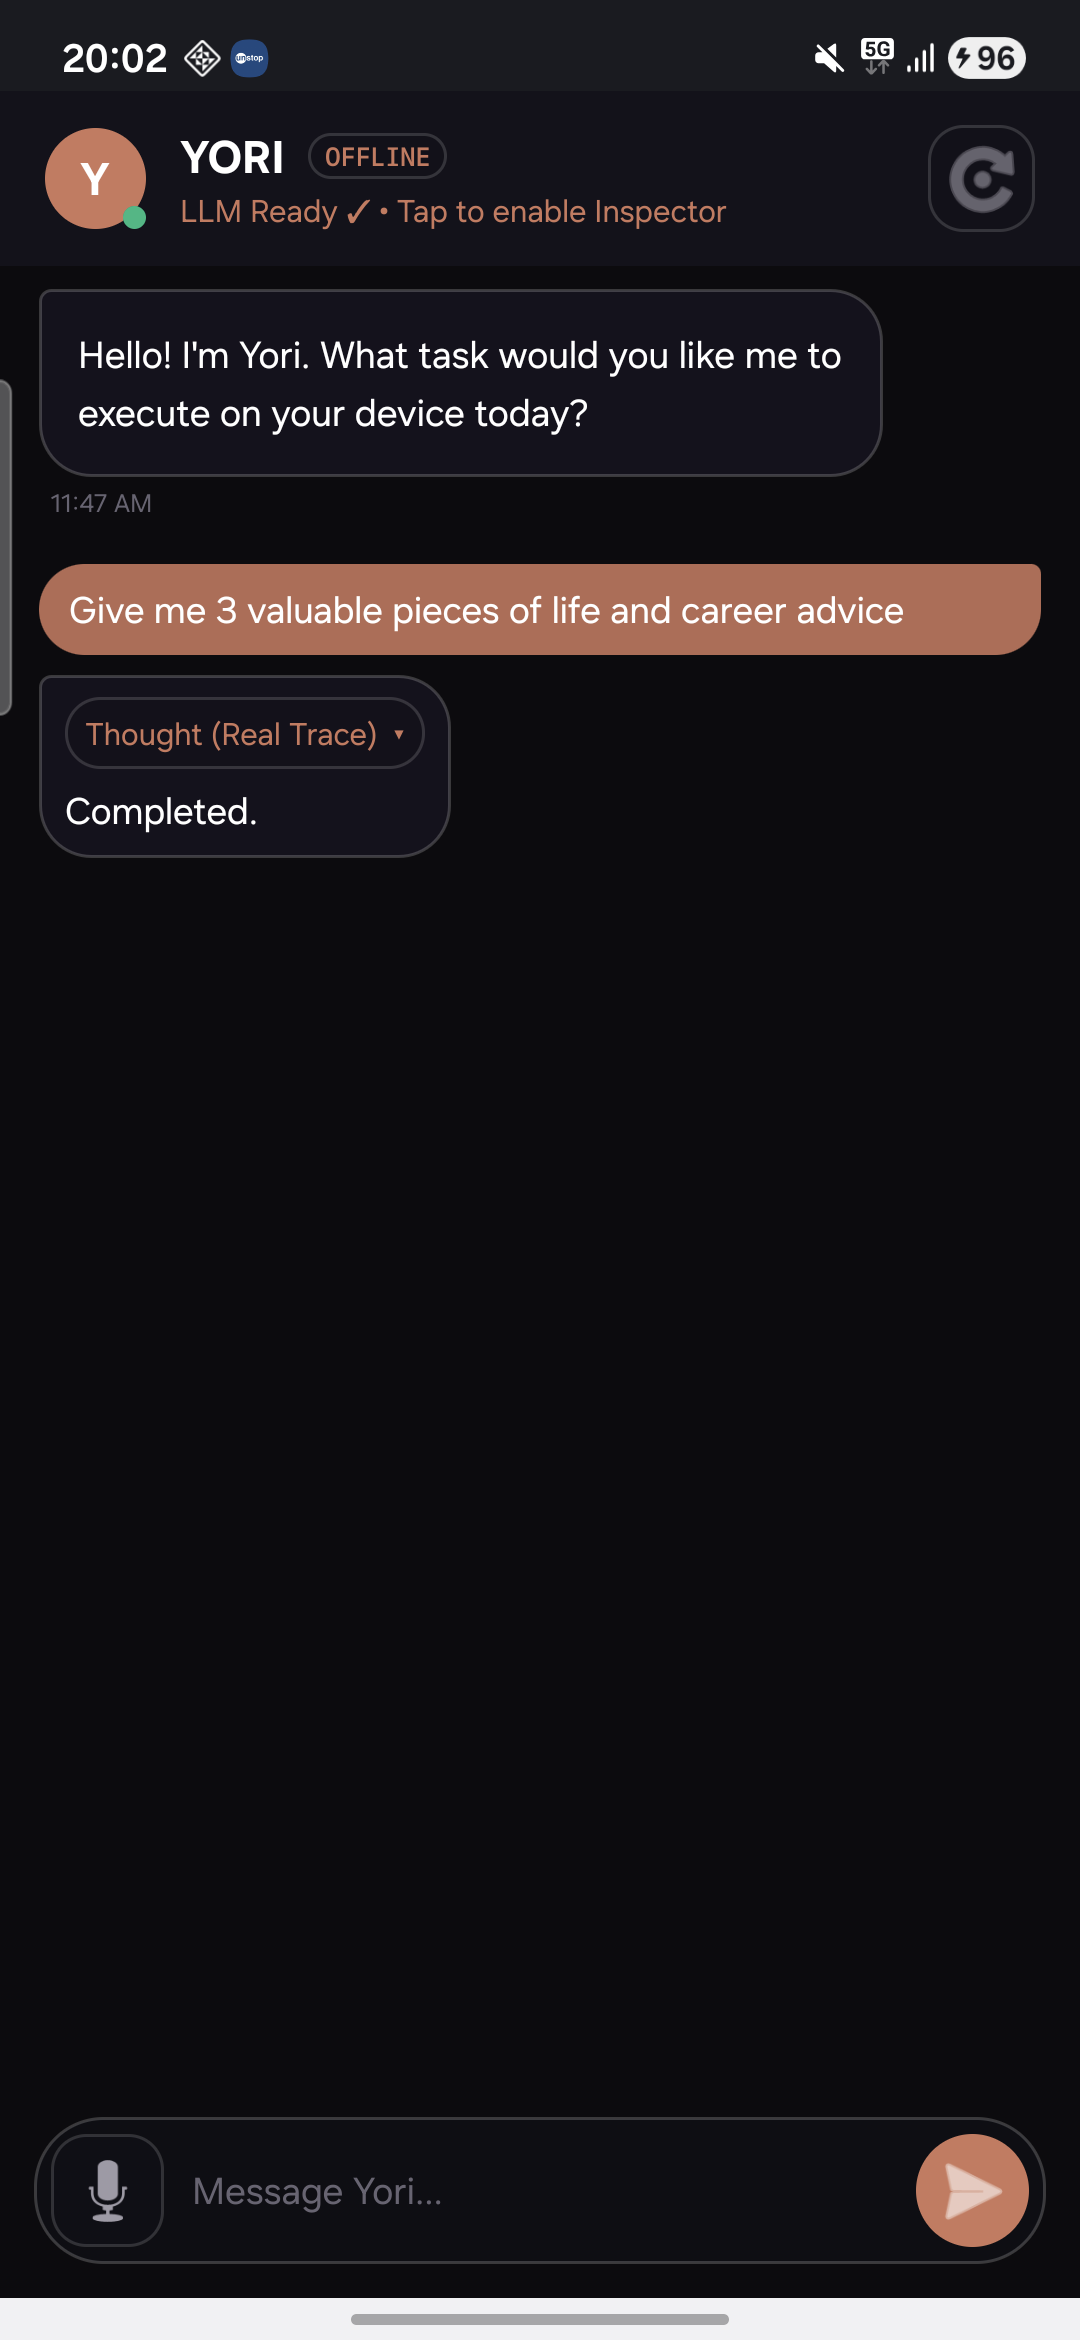 20:02
unstop
5G
96
Y
YORI
OFFLINE
LLM Ready ✓ • Tap to enable Inspector
Hello! I'm Yori. What task would you like me to
execute on your device today?
11:47 AM
Give me 3 valuable pieces of life and career advice
Thought (Real Trace) ▾
Completed.
Message Yori...